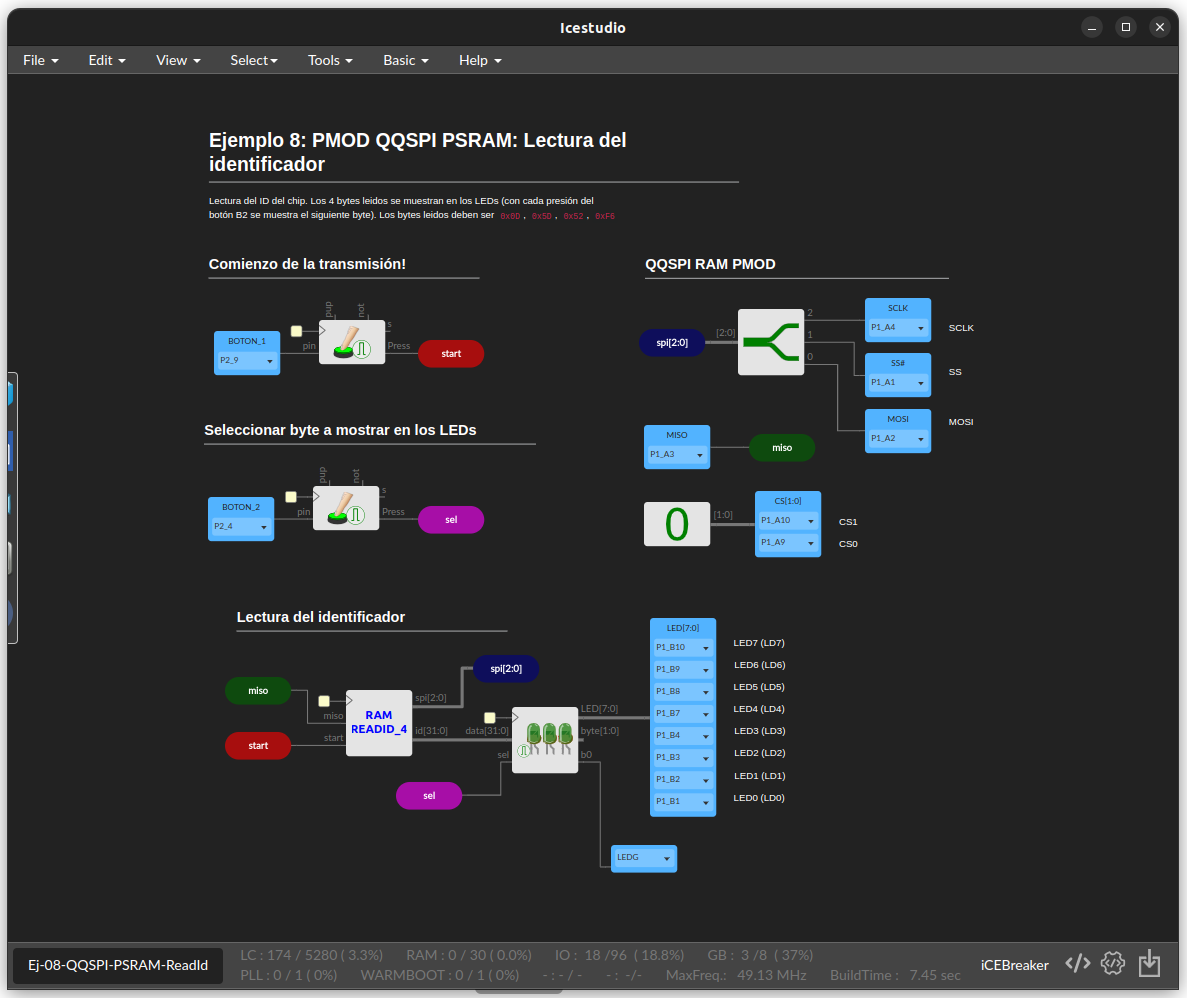 Icestudio
File Edit View Select Tools Basic Help
Ejemplo 8: PMOD QQSPI PSRAM: Lectura del
identificador
Lectura del ID del chip. Los 4 bytes leidos se muestran en los LEDs (con cada presión del
botón B2 se muestra el siguiente byte). Los bytes leidos deben ser 0x0D, 0x5D, 0x52, 0xF6
Comienzo de la transmisión!
pup not
BOTON_1
P2_9
pin
s
Press
start
Seleccionar byte a mostrar en los LEDs
pup not
BOTON_2
P2_4
pin
s
Press
sel
QQSPI RAM PMOD
spi[2:0]
[2:0]
2
1
0
SCLK
P1_A4
SCLK
SS#
P1_A1
SS
MOSI
P1_A2
MOSI
MISO
P1_A3
miso
0
[1:0]
CS[1:0]
P1_A10
CS1
P1_A9
CS0
Lectura del identificador
miso
start
miso
start
RAM
READID_4
spi[2:0]
id[31:0]
spi[2:0]
sel
data[31:0]
sel
LED[7:0]
byte[1:0]
b0
LED[7:0]
P1_B10 LED7 (LD7)
P1_B9 LED6 (LD6)
P1_B8 LED5 (LD5)
P1_B7 LED4 (LD4)
P1_B4 LED3 (LD3)
P1_B3 LED2 (LD2)
P1_B2 LED1 (LD1)
P1_B1 LED0 (LD0)
LEDG
Ej-08-QQSPI-PSRAM-ReadId
LC : 174 / 5280 ( 3.3%) RAM : 0 / 30 ( 0.0%) IO : 18 /96 ( 18.8%) GB : 3 /8 ( 37%)
PLL : 0 / 1 ( 0%) WARMBOOT : 0 / 1 ( 0%) - : - / - - : -/- MaxFreq.: 49.13 MHz BuildTime : 7.45 sec
iCEBreaker